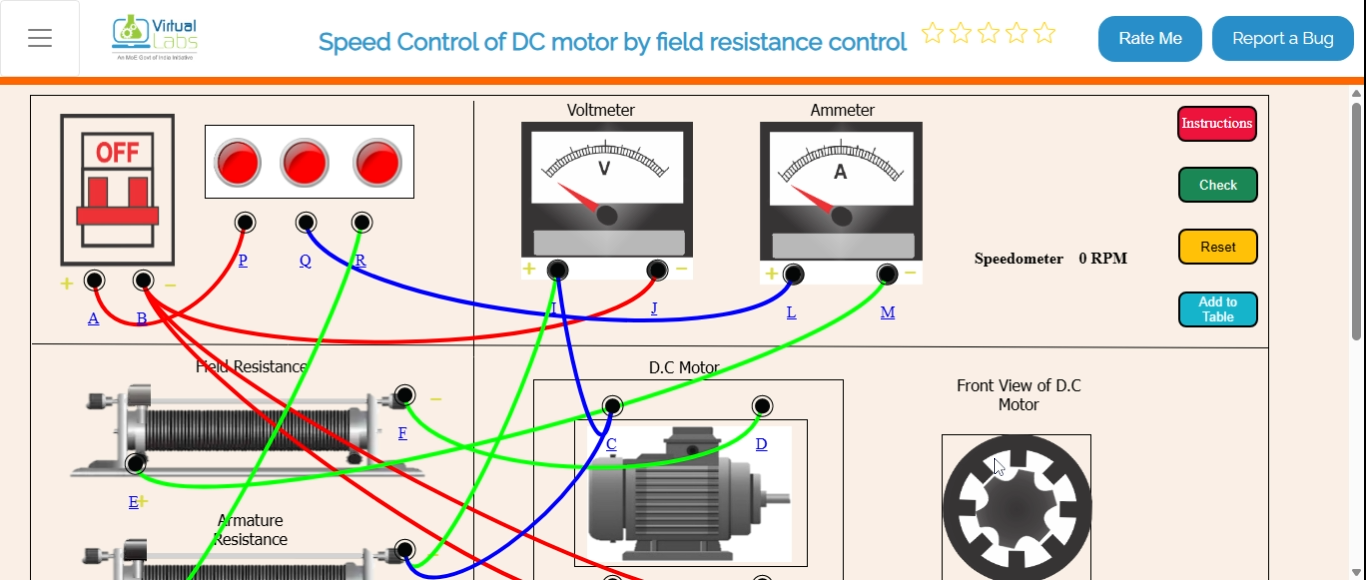 Virtual
Labs
An MoE Govt of India Initiative
Speed Control of DC motor by field resistance control
Rate Me
Report a Bug
OFF
Voltmeter
Ammeter
V
A
Instructions
Check
Reset
Add to
Table
P
Q
R
+
−
A
B
+
−
I
J
+
−
L
M
Speedometer 0 RPM
Field Resistance
−
F
E+
D.C Motor
C
D
Front View of D.C
Motor
Armature
Resistance
−